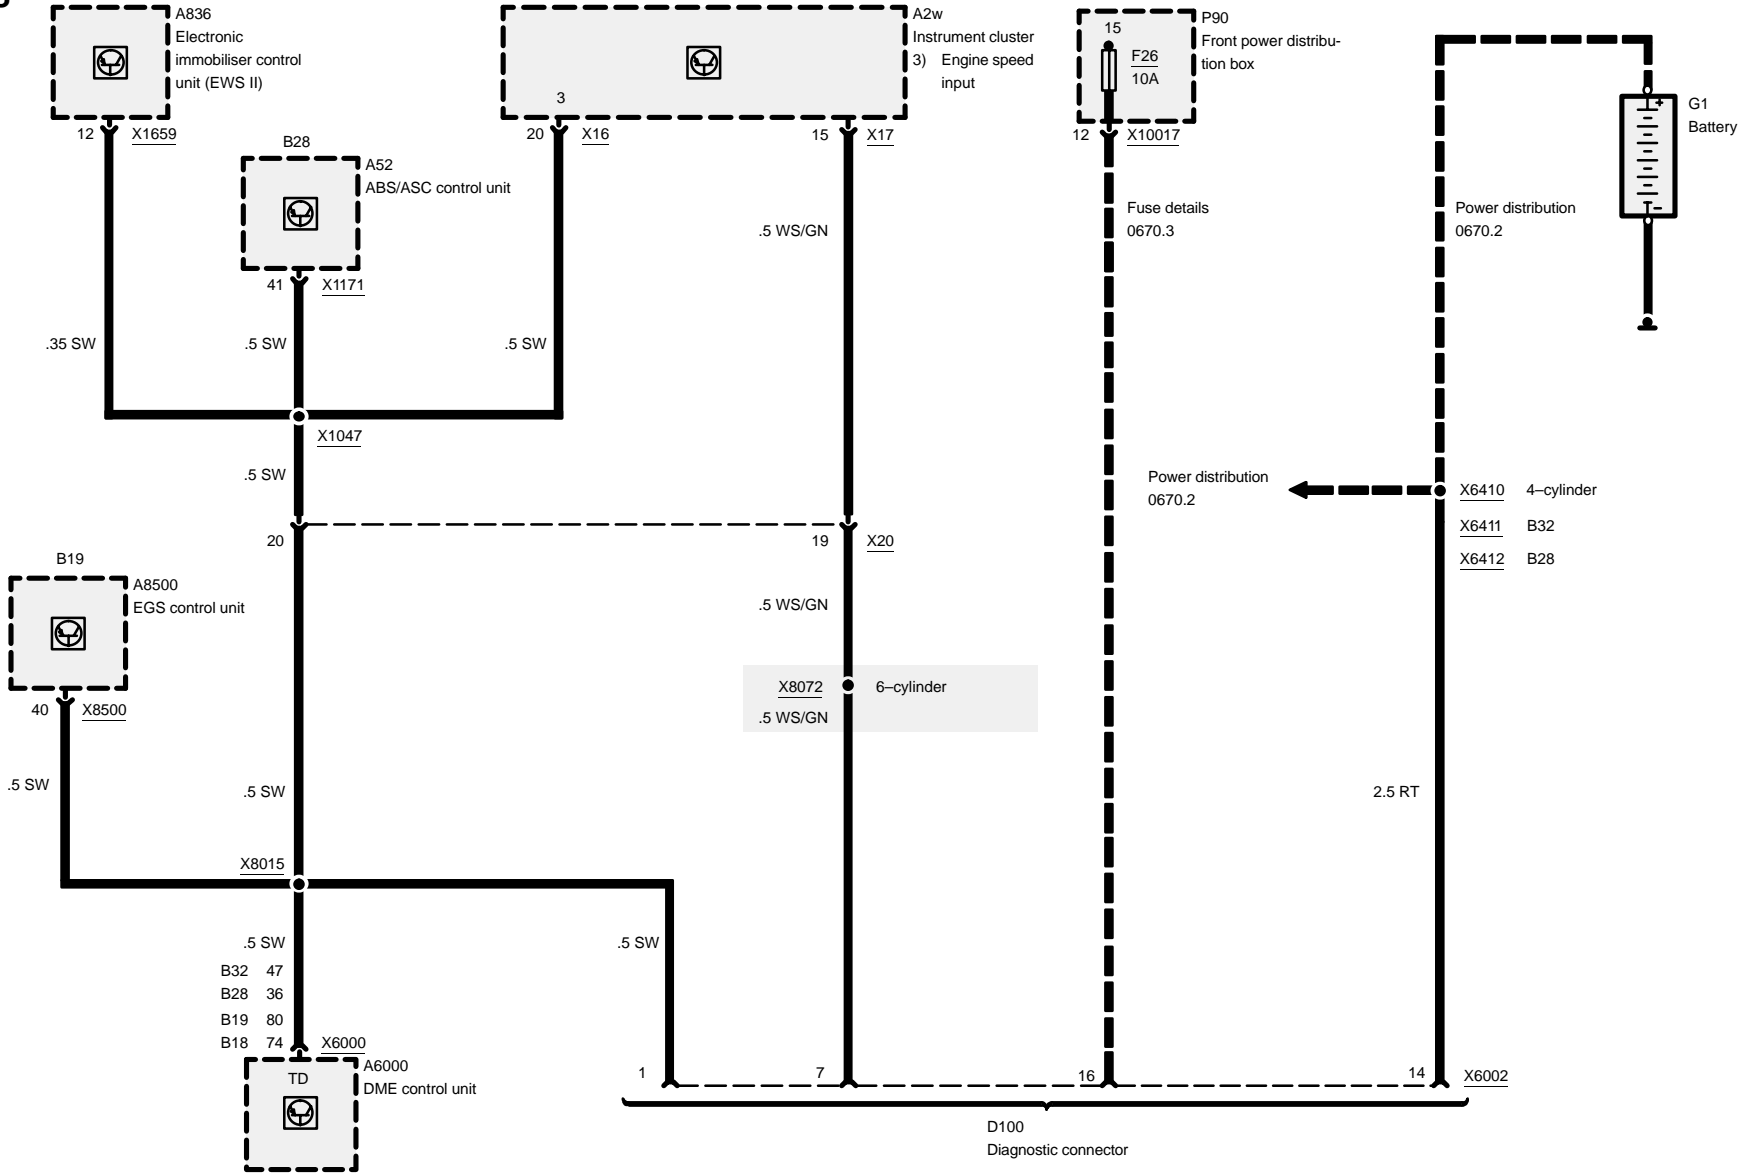 A836
Electronic
immobiliser control
unit (EWS II)
12 X1659
B28
A52
ABS/ASC control unit
41 X1171
A2w
Instrument cluster
3) Engine speed
input
3
20 X16
15 X17
P90
Front power distribu-
tion box
15
F26
10A
12 X10017
G1
Battery
+
-
Fuse details
0670.3
Power distribution
0670.2
.5 WS/GN
.35 SW
.5 SW
.5 SW
X1047
.5 SW
Power distribution
0670.2
X6410 4–cylinder
X6411 B32
X6412 B28
20
19 X20
B19
A8500
EGS control unit
40 X8500
.5 WS/GN
X8072 6–cylinder
.5 WS/GN
.5 SW
.5 SW
2.5 RT
X8015
.5 SW
.5 SW
B32 47
B28 36
B19 80
B18 74 X6000
A6000
DME control unit
TD
1
7
16
14 X6002
D100
Diagnostic connector